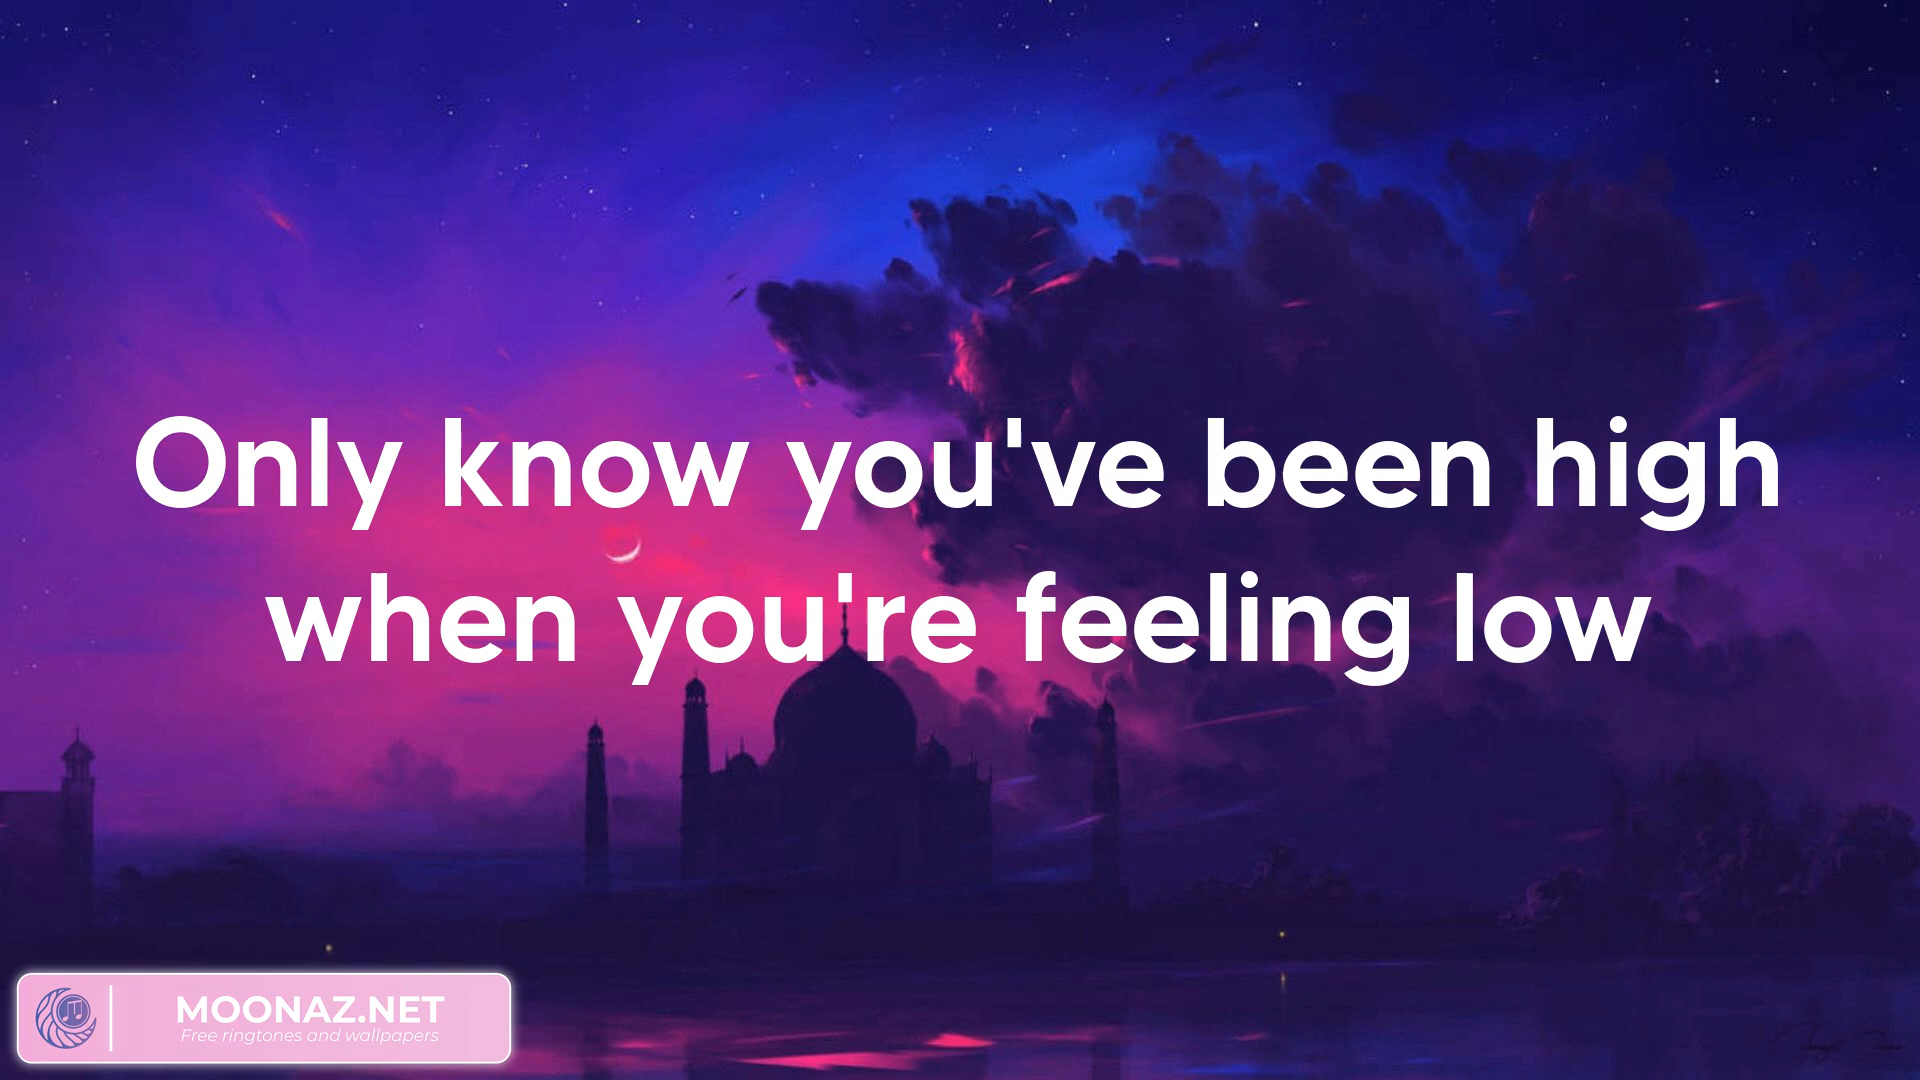 Only know you've been high
when you're feeling low
MOONAZ.NET
Free ringtones and wallpapers